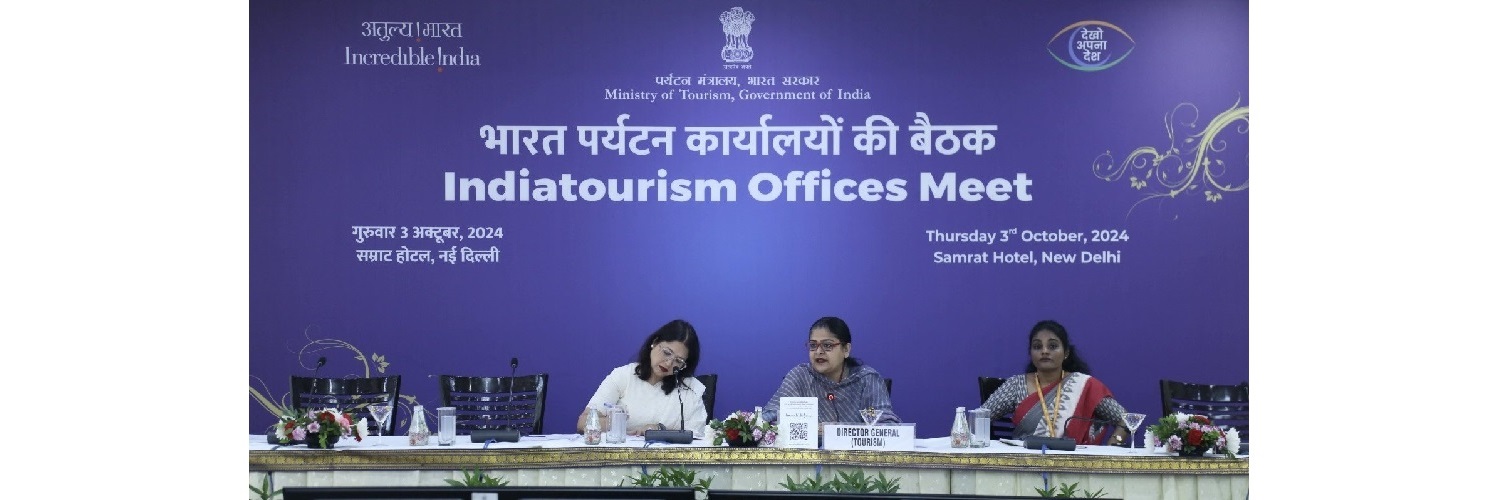 अतुल्य!भारत
Incredible!ndia
पर्यटन मंत्रालय, भारत सरकार
Ministry of Tourism, Government of India
देखो
अपना
देश
भारत पर्यटन कार्यालयों की बैठक
Indiatourism Offices Meet
गुरुवार 3 अक्टूबर, 2024
सम्राट होटल, नई दिल्ली
Thursday 3rd October, 2024
Samrat Hotel, New Delhi
DIRECTOR GENERAL
(TOURISM)